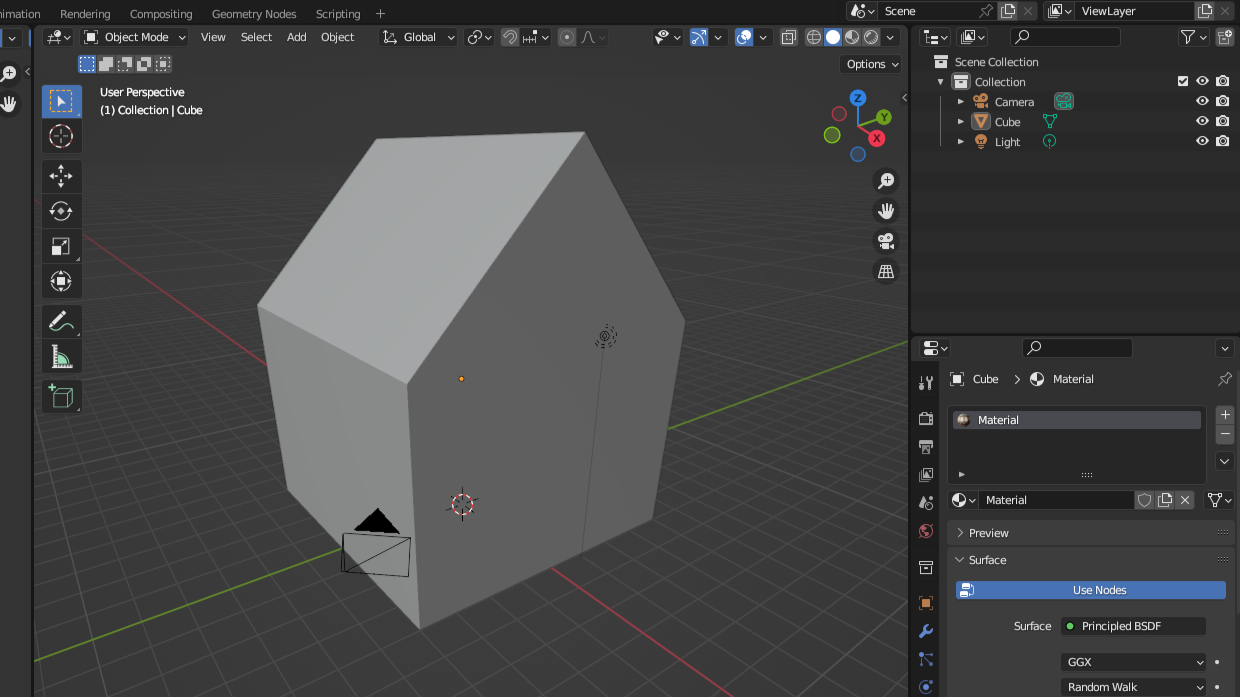 nimation Rendering Compositing Geometry Nodes Scripting + Scene ViewLayer
Object Mode View Select Add Object Global
Options
User Perspective
(1) Collection | Cube
Z
Y
X
Scene Collection
Collection
Camera
Cube
Light
Cube Material
Material
Material
Preview
Surface
Use Nodes
Surface Principled BSDF
GGX
Random Walk